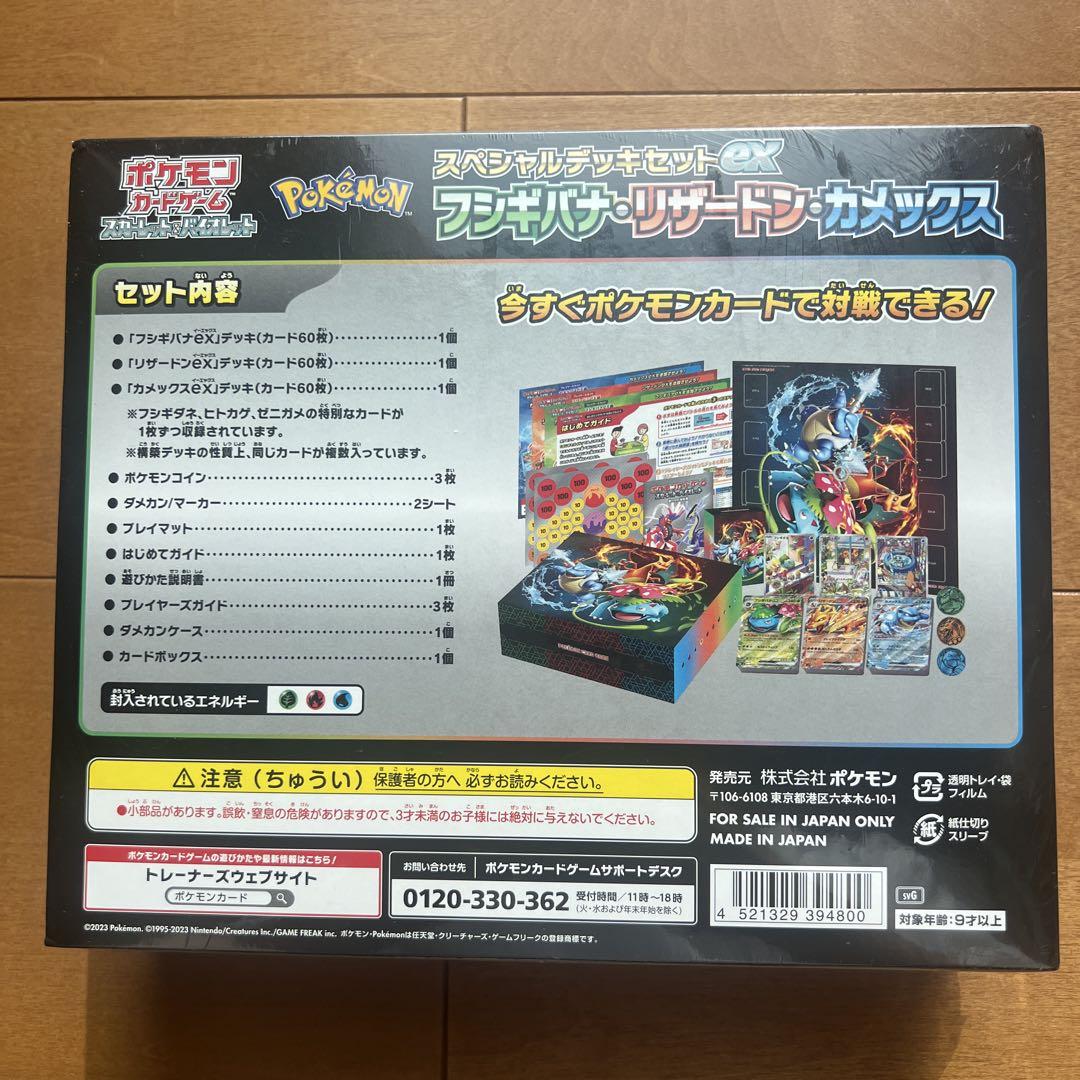 ポケモン
カードゲーム
スカーレット&バイオレット
POKÉMON™
スペシャルデッキセットex
フシギバナ・リザードン・カメックス
セット内容
今すぐポケモンカードで対戦できる!
●「フシギバナex」デッキ(カード60枚)………………1個
●「リザードンex」デッキ(カード60枚)………………1個
●「カメックスex」デッキ(カード60枚)………………1個
※フシギダネ、ヒトカゲ、ゼニガメの特別なカードが
1枚ずつ収録されています。
※構築デッキの性質上、同じカードが複数入っています。
●ポケモンコイン………………3枚
●ダメカン/マーカー………………2シート
●プレイマット………………1枚
●はじめてガイド………………1枚
●遊びかた説明書………………1冊
●プレイヤーズガイド………………3枚
●ダメカンケース………………1個
●カードボックス………………1個
封入されているエネルギー
はじめてガイド
⚠注意(ちゅうい)保護者の方へ 必ずお読みください。
●小部品があります。誤飲・窒息の危険がありますので、3才未満のお子様には絶対に与えないでください。
ポケモンカードゲームの遊びかたや最新情報はこちら!
トレーナーズウェブサイト
ポケモンカード
お問い合わせ先 ポケモンカードゲームサポートデスク
0120-330-362 受付時間/11時~18時
(火・水および年末年始を除く)
発売元 株式会社ポケモン
〒106-6108 東京都港区六本木6-10-1
FOR SALE IN JAPAN ONLY
MADE IN JAPAN
プラ 透明トレイ・袋
フィルム
紙 紙仕切り
スリーブ
4 521329 394800
svG
対象年齢:9才以上
©2023 Pokémon. ©1995-2023 Nintendo/Creatures Inc./GAME FREAK inc. ポケモン・Pokémonは任天堂・クリーチャーズ・ゲームフリークの登録商標です。